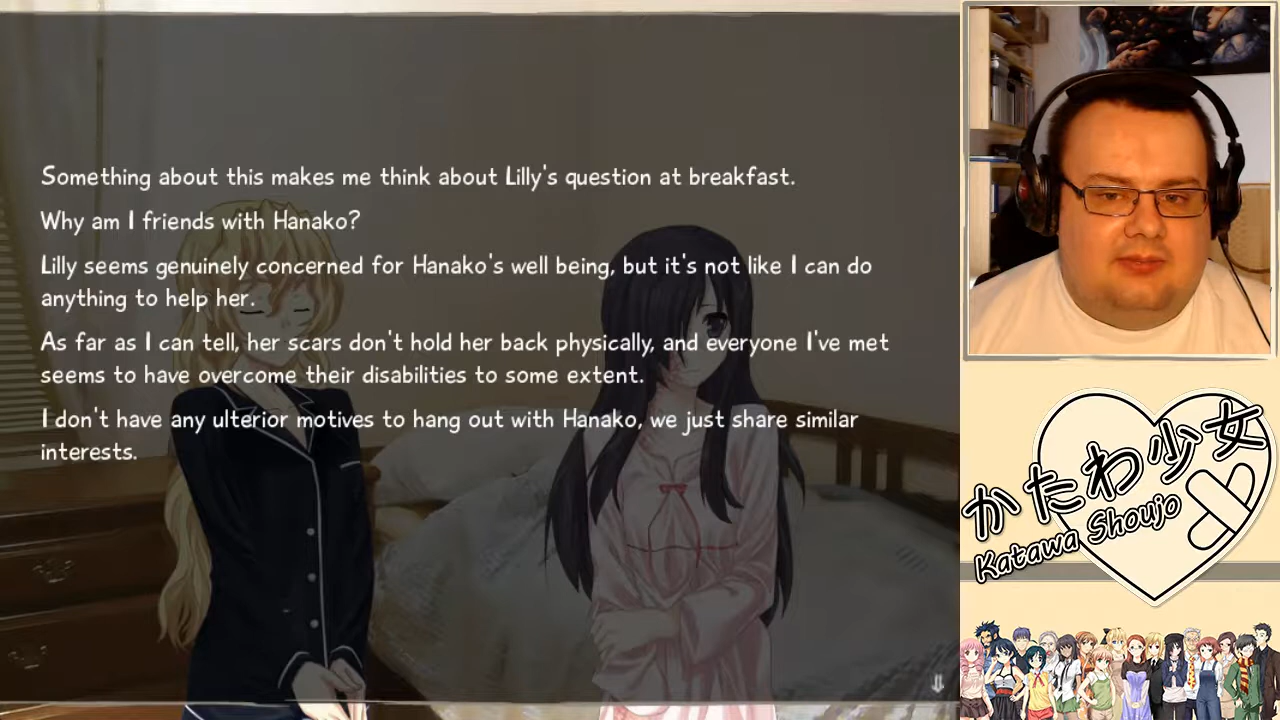 Something about this makes me think about Lilly's question at breakfast.
Why am I friends with Hanako?
Lilly seems genuinely concerned for Hanako's well being, but it's not like I can do
anything to help her.
As far as I can tell, her scars don't hold her back physically, and everyone I've met
seems to have overcome their disabilities to some extent.
I don't have any ulterior motives to hang out with Hanako, we just share similar
interests.
かたわ少女
Katawa Shoujo